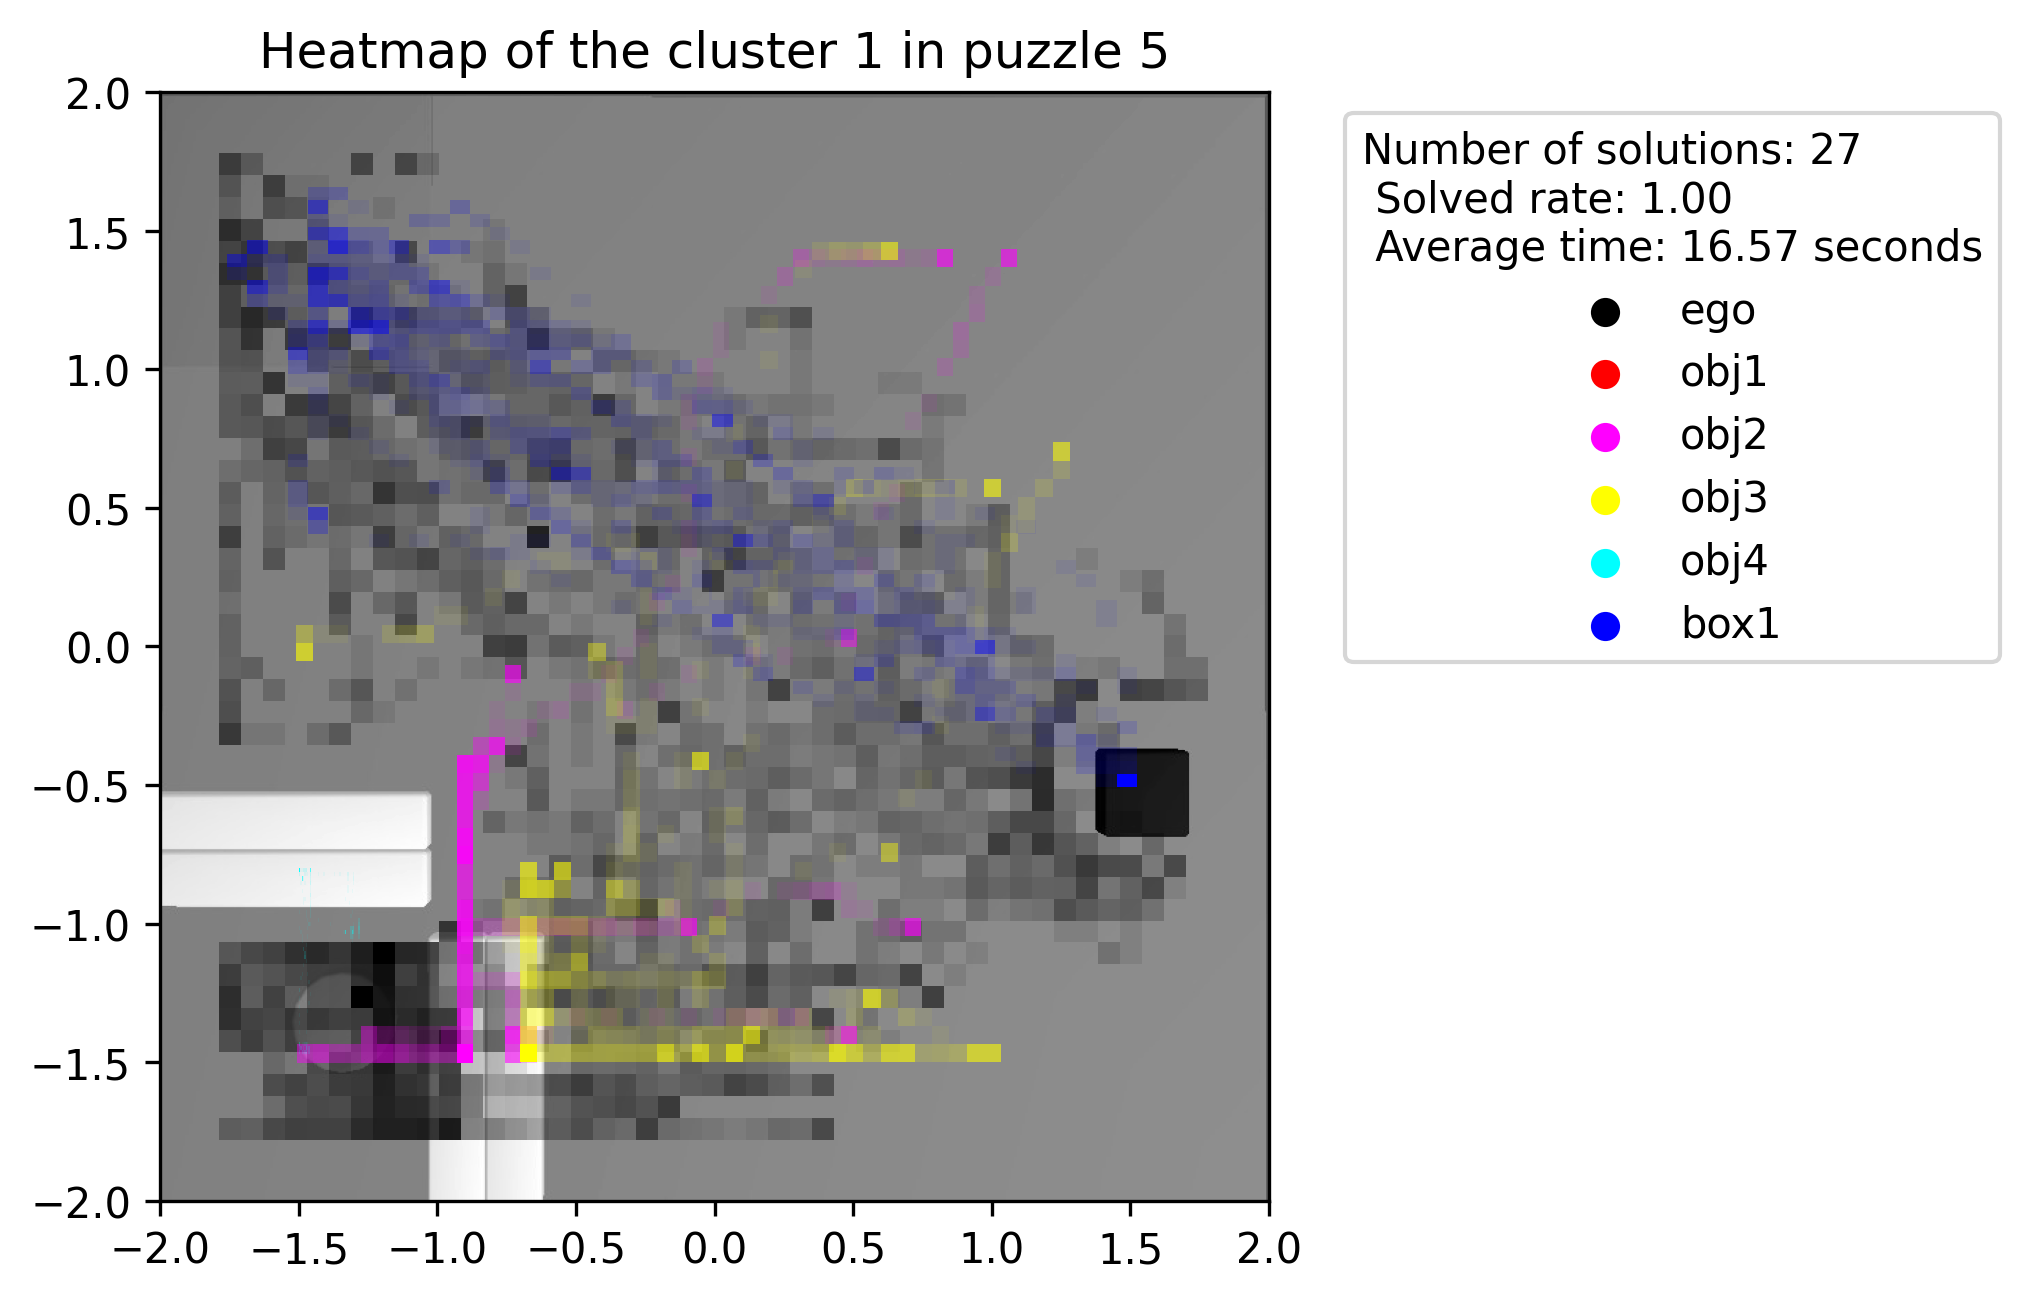 Heatmap of the cluster 1 in puzzle 5
2.0
1.5
1.0
0.5
0.0
−0.5
−1.0
−1.5
−2.0
−2.0 −1.5 −1.0 −0.5 0.0 0.5 1.0 1.5 2.0
Number of solutions: 27
Solved rate: 1.00
Average time: 16.57 seconds
ego
obj1
obj2
obj3
obj4
box1